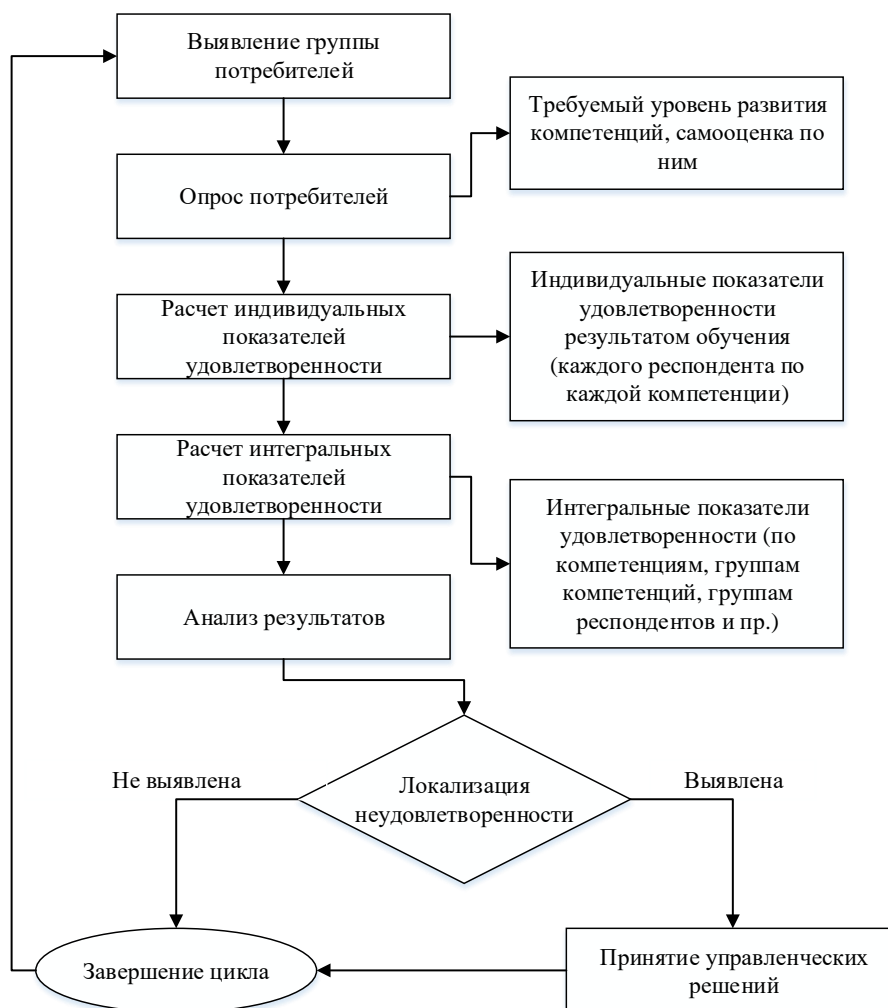 Выявление группы
потребителей
Требуемый уровень развития
компетенций, самооценка по
ним
Опрос потребителей
Расчет индивидуальных
показателей
удовлетворенности
Индивидуальные показатели
удовлетворенности
результатом обучения
(каждого респондента по
каждой компетенции)
Расчет интегральных
показателей
удовлетворенности
Интегральные показатели
удовлетворенности (по
компетенциям, группам
компетенций, группам
респондентов и пр.)
Анализ результатов
Не выявлена
Локализация
неудовлетворенности
Выявлена
Завершение цикла
Принятие управленческих
решений